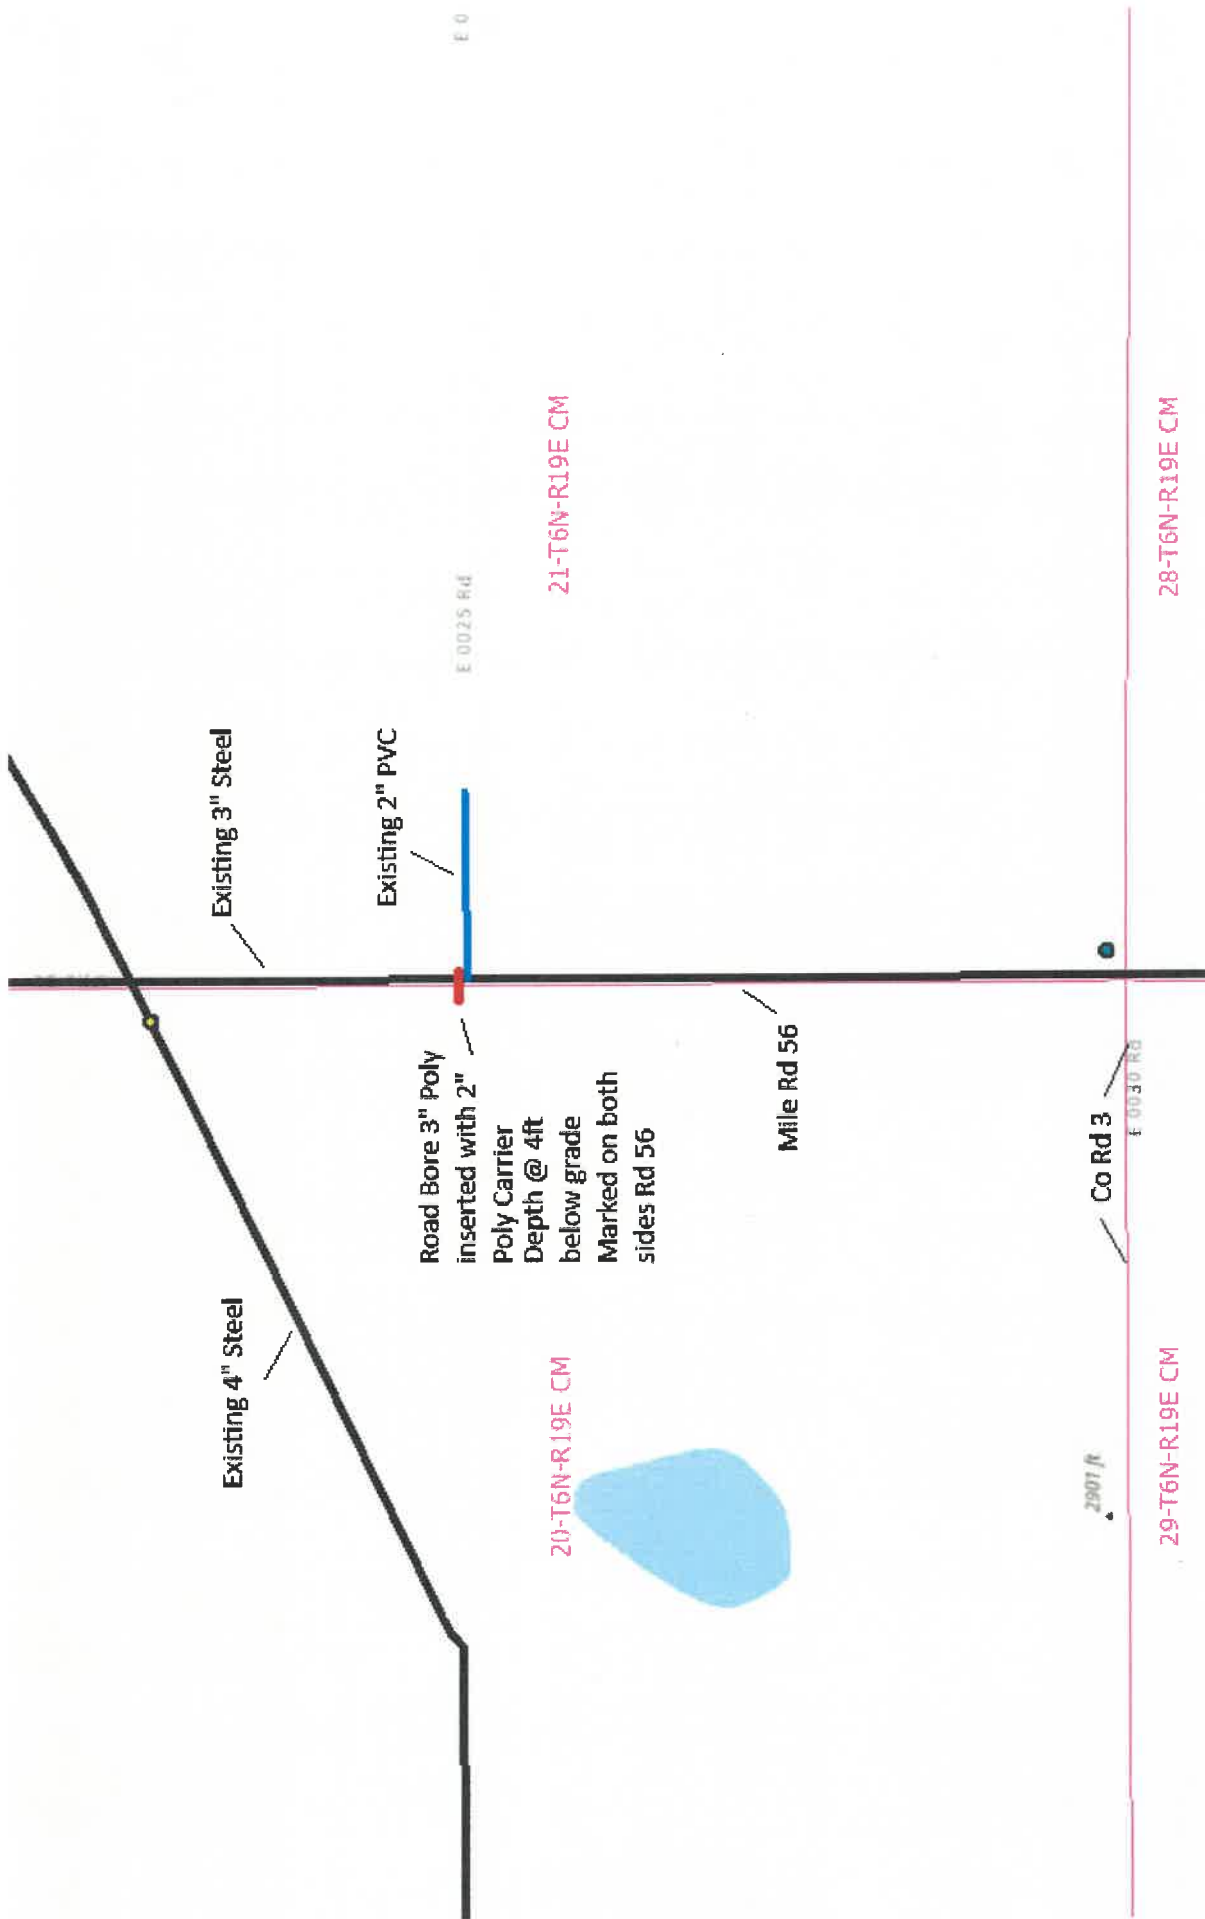 Existing 4" Steel
Existing 3" Steel
Existing 2" PVC
Road Bore 3" Poly
inserted with 2"
Poly Carrier
Depth @ 4ft
below grade
Marked on both
sides Rd 56
E 0025 Rd
E 0
20-T6N-R19E CM
21-T6N-R19E CM
Mile Rd 56
2901 ft
Co Rd 3
E 0030 Rd
29-T6N-R19E CM
28-T6N-R19E CM